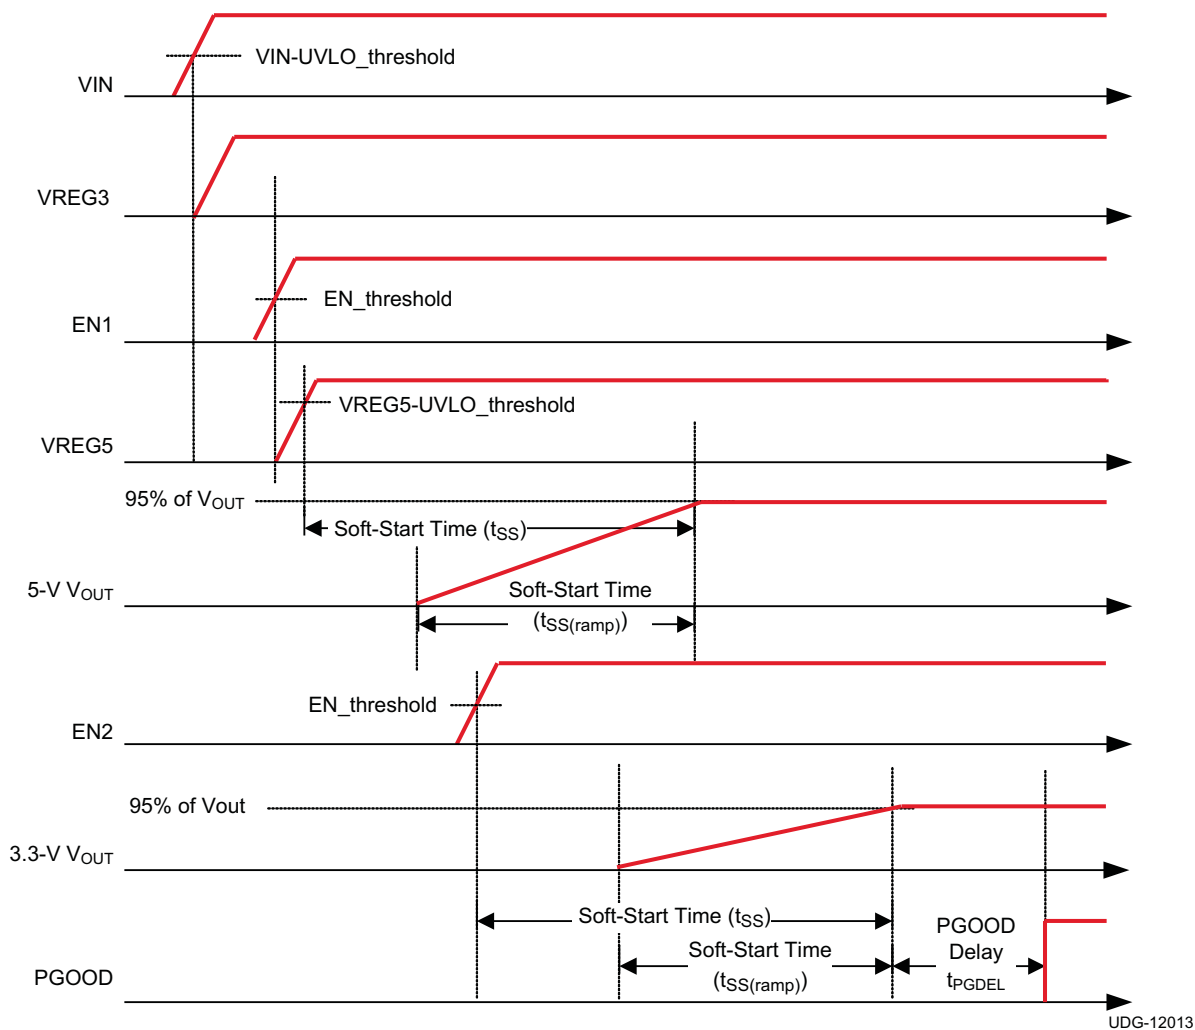 VIN-UVLO_threshold
VIN
VREG3
EN_threshold
EN1
VREG5-UVLO_threshold
VREG5
95% of VOUT
Soft-Start Time (tSS)
5-V VOUT
Soft-Start Time
(tSS(ramp))
EN_threshold
EN2
95% of Vout
3.3-V VOUT
Soft-Start Time (tSS)
Soft-Start Time
(tSS(ramp))
PGOOD
Delay
tPGDEL
PGOOD
UDG-12013